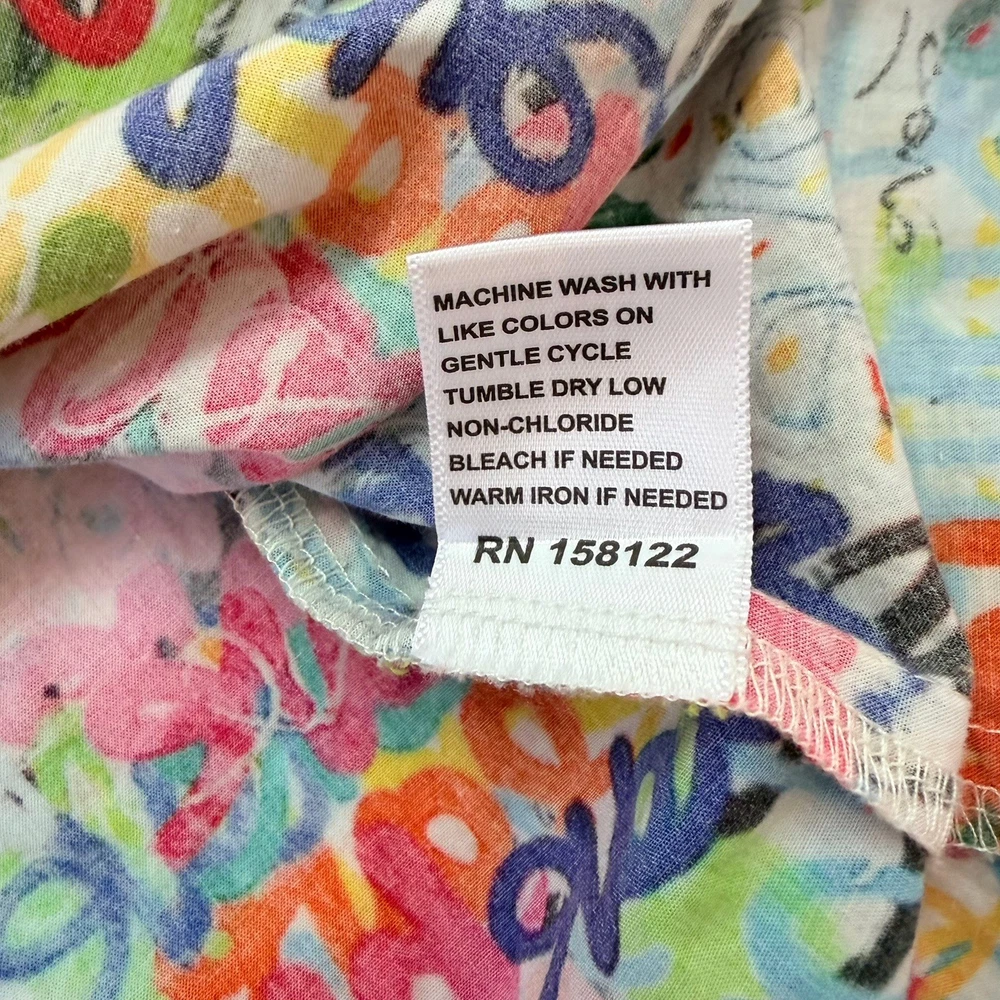 MACHINE WASH WITH
LIKE COLORS ON
GENTLE CYCLE
TUMBLE DRY LOW
NON-CHLORIDE
BLEACH IF NEEDED
WARM IRON IF NEEDED
RN 158122